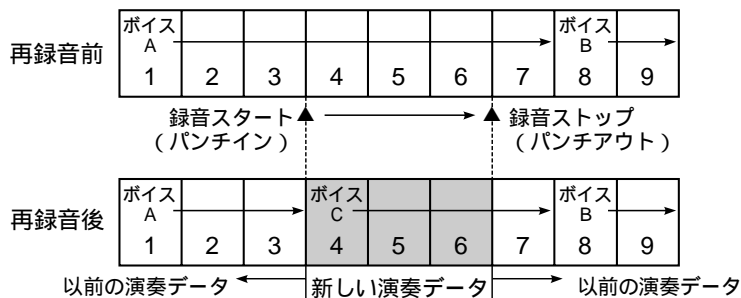 ボイス ボイス
再録音前 A B
1 2 3 4 5 6 7 8 9
録音スタート▲ ▲ 録音ストップ
(パンチイン) (パンチアウト)
ボイス ボイス ボイス
再録音後 A C B
1 2 3 4 5 6 7 8 9
以前の演奏データ 新しい演奏データ 以前の演奏データ